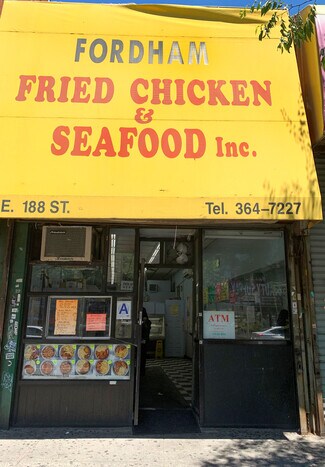 FORDHAM
FRIED CHICKEN
&
SEAFOOD Inc.
E. 188 ST.
Tel. 364-7227
A
ATM